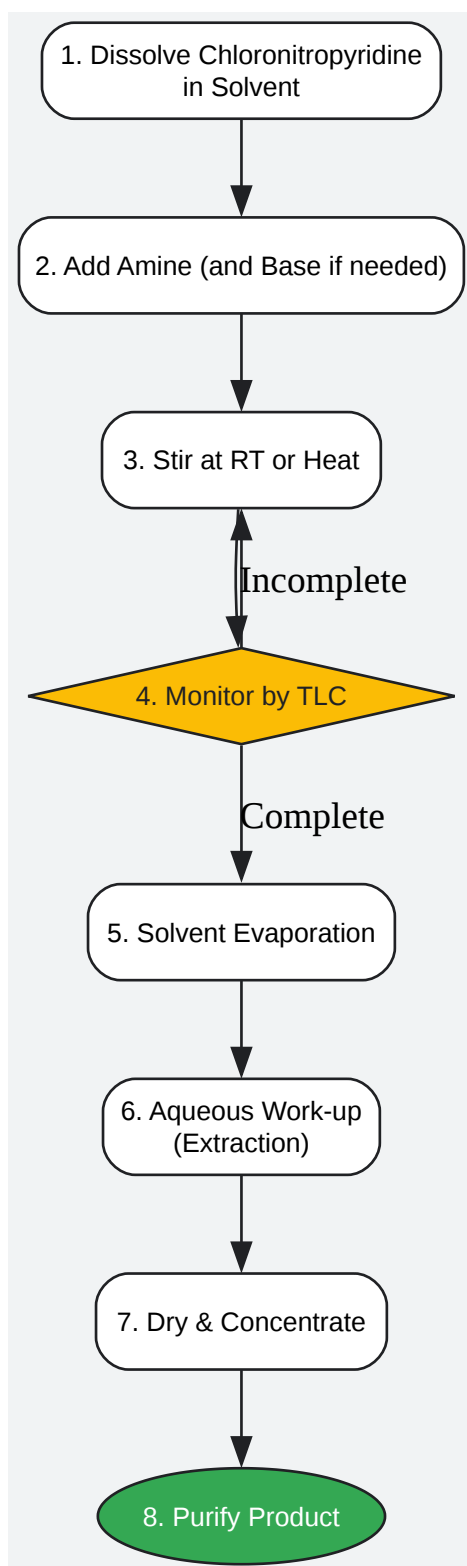 1. Dissolve Chloronitropyridine
in Solvent
2. Add Amine (and Base if needed)
3. Stir at RT or Heat
Incomplete
4. Monitor by TLC
Complete
5. Solvent Evaporation
6. Aqueous Work-up
(Extraction)
7. Dry & Concentrate
8. Purify Product